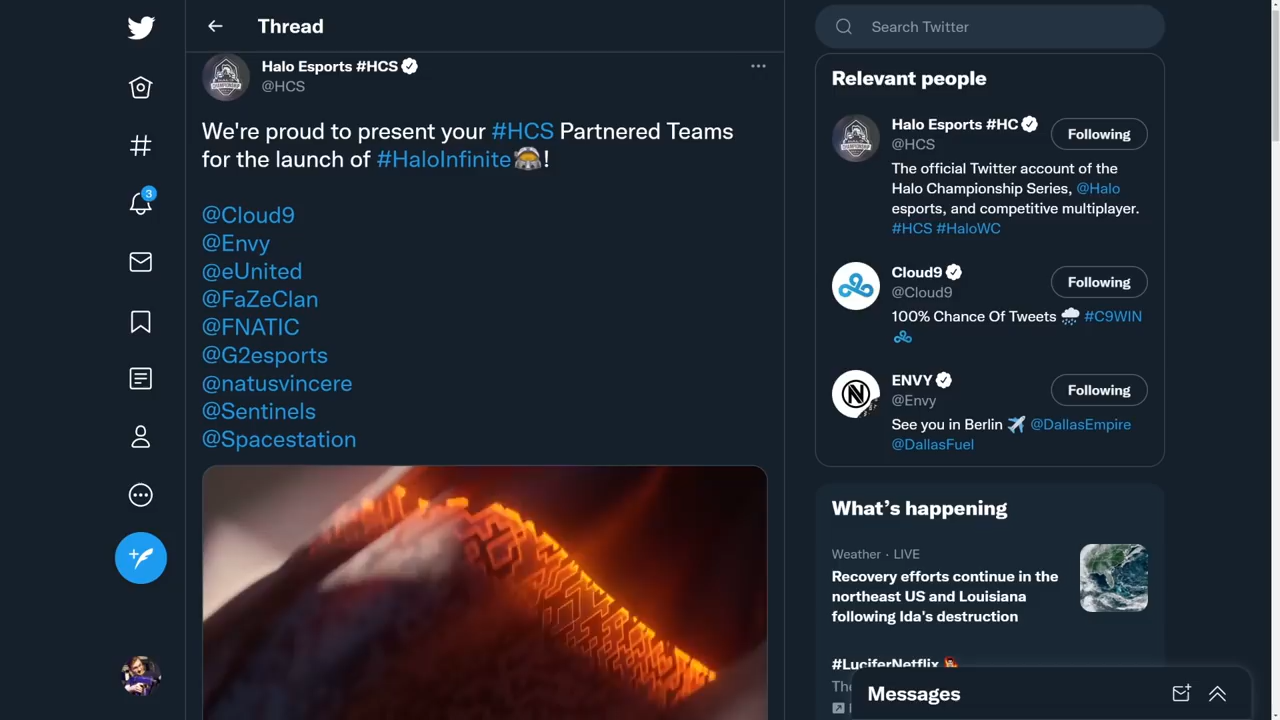 Thread
Search Twitter
Halo Esports #HCS
@HCS
We're proud to present your #HCS Partnered Teams
for the launch of #HaloInfinite!
@Cloud9
@Envy
@eUnited
@FaZeClan
@FNATIC
@G2esports
@natusvincere
@Sentinels
@Spacestation
3
Relevant people
Halo Esports #HC
Following
@HCS
The official Twitter account of the
Halo Championship Series, @Halo
esports, and competitive multiplayer.
#HCS #HaloWC
Cloud9
Following
@Cloud9
100% Chance Of Tweets 🌧 #C9WIN
ENVY
Following
@Envy
See you in Berlin ✈ @DallasEmpire
@DallasFuel
What's happening
Weather · LIVE
Recovery efforts continue in the
northeast US and Louisiana
following Ida's destruction
#LuciferNetflix
Messages